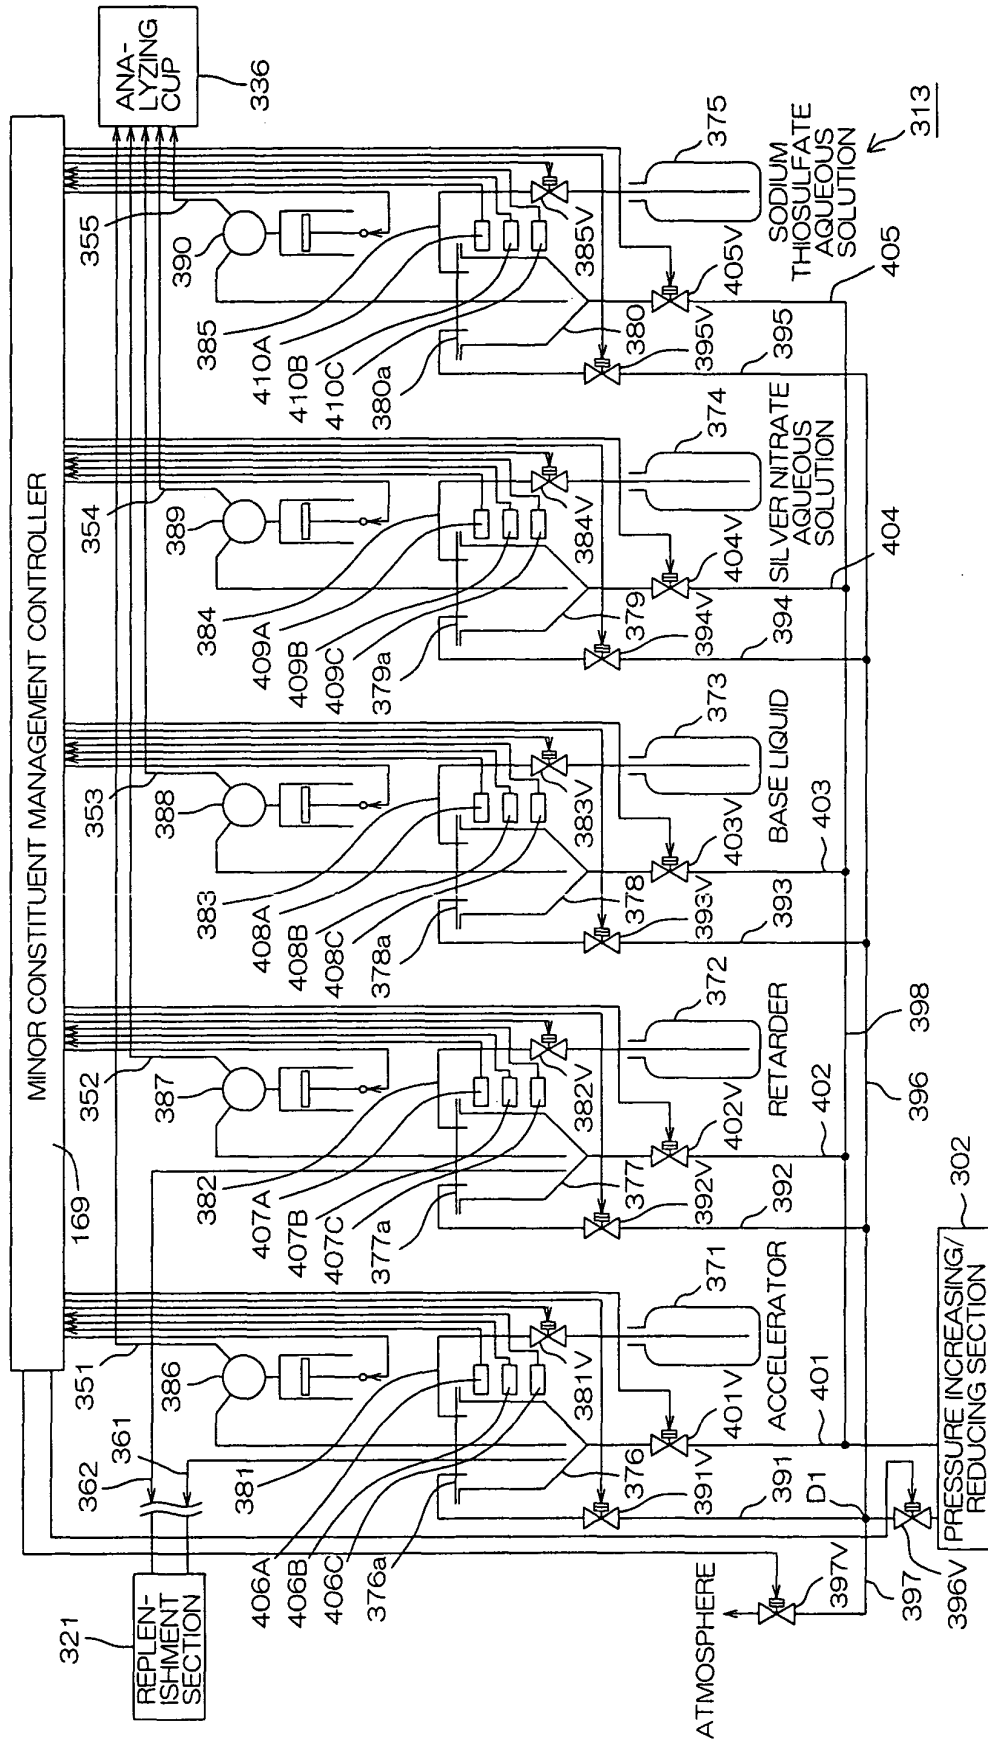 MINOR CONSTITUENT MANAGEMENT CONTROLLER
169
ANA-
LYZING
CUP
336
REPLEN-
ISHMENT
SECTION
321
362
361
351
386
381
406A
406B
406C
376a
376
381V
391V
401V
391
401
371
ACCELERATOR
352
387
382
407A
407B
407C
377a
377
382V
392V
402V
392
402
372
RETARDER
353
388
383
408A
408B
408C
378a
378
383V
393V
403V
393
403
373
BASE LIQUID
354
389
384
409A
409B
409C
379a
379
384V
394V
404V
394
404
374
SILVER NITRATE
AQUEOUS
SOLUTION
355
390
385
410A
410B
410C
380a
380
385V
395V
405V
395
405
375
SODIUM
THIOSULFATE
AQUEOUS
SOLUTION
313
ATMOSPHERE
397V
397
396V
D1
396
398
PRESSURE INCREASING/
REDUCING SECTION
302